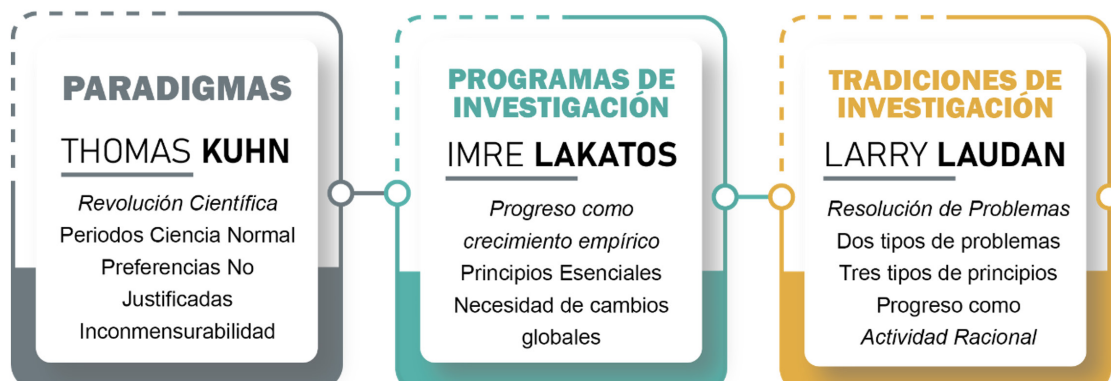 PARADIGMAS
THOMAS KUHN
Revolución Científica
Periodos Ciencia Normal
Preferencias No
Justificadas
Inconmensurabilidad
PROGRAMAS DE
INVESTIGACIÓN
IMRE LAKATOS
Progreso como
crecimiento empírico
Principios Esenciales
Necesidad de cambios
globales
TRADICIONES DE
INVESTIGACIÓN
LARRY LAUDAN
Resolución de Problemas
Dos tipos de problemas
Tres tipos de principios
Progreso como
Actividad Racional